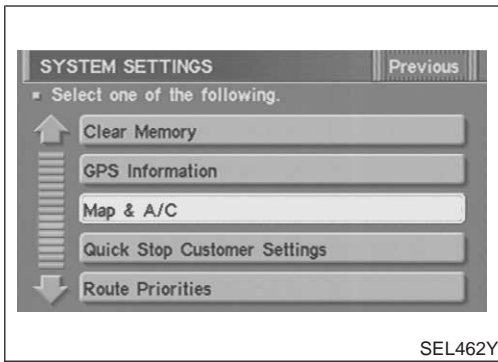 SYSTEM SETTINGS Previous
Select one of the following.
Clear Memory
GPS Information
Map & A/C
Quick Stop Customer Settings
Route Priorities
SEL462Y